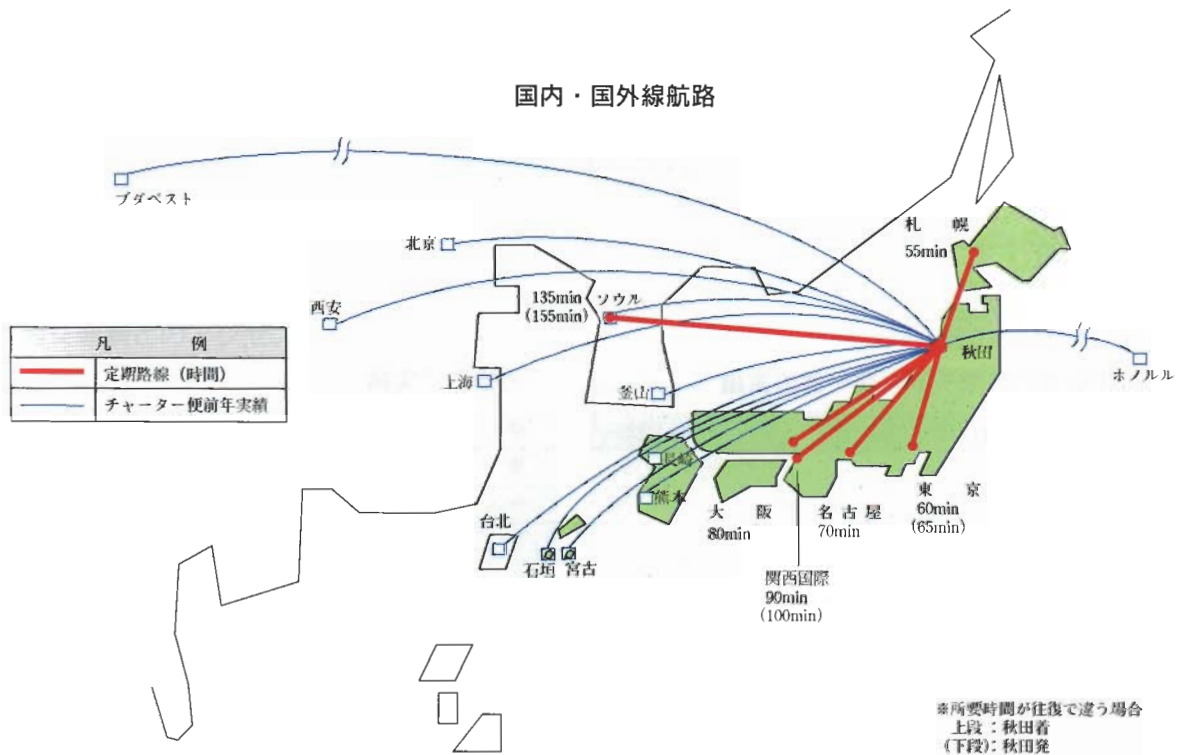 国内・国外線航路
ブダペスト
北京
西安
135min
(155min)
ソウル
札幌
55min
凡例
定期路線（時間）
チャーター便前年実績
上海
釜山
秋田
ホノルル
長崎
熊本
台北
石垣
宮古
大阪
80min
名古屋
70min
東京
60min
(65min)
関西国際
90min
(100min)
※所要時間が往復で違う場合
上段：秋田着
(下段)：秋田発